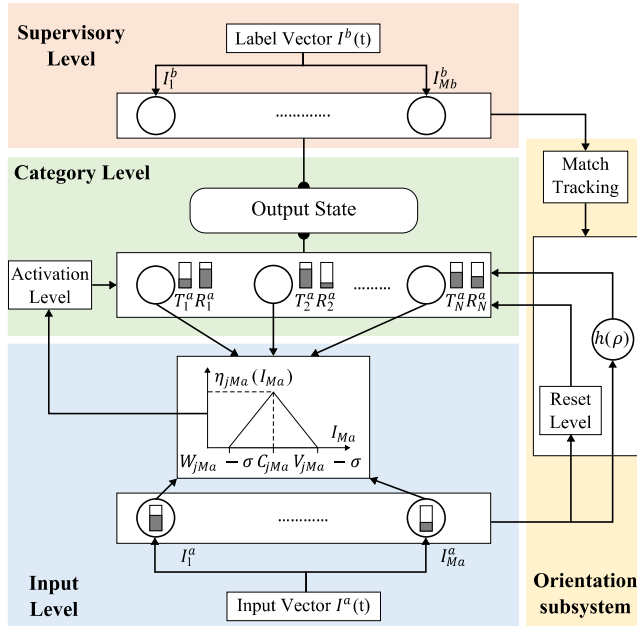 Supervisory
Level
Label Vector I^b(t)
I_1^b
I_{Mb}^b
.............
Match
Tracking
Category Level
Output State
Activation
Level
T_1^a R_1^a
T_2^a R_2^a
.........
T_N^a R_N^a
h(ρ)
η_{jMa}(I_{Ma})
I_{Ma}
W_{jMa} − σ C_{jMa} V_{jMa} − σ
Reset
Level
............
I_1^a
I_{Ma}^a
Input
Level
Input Vector I^a(t)
Orientation
subsystem